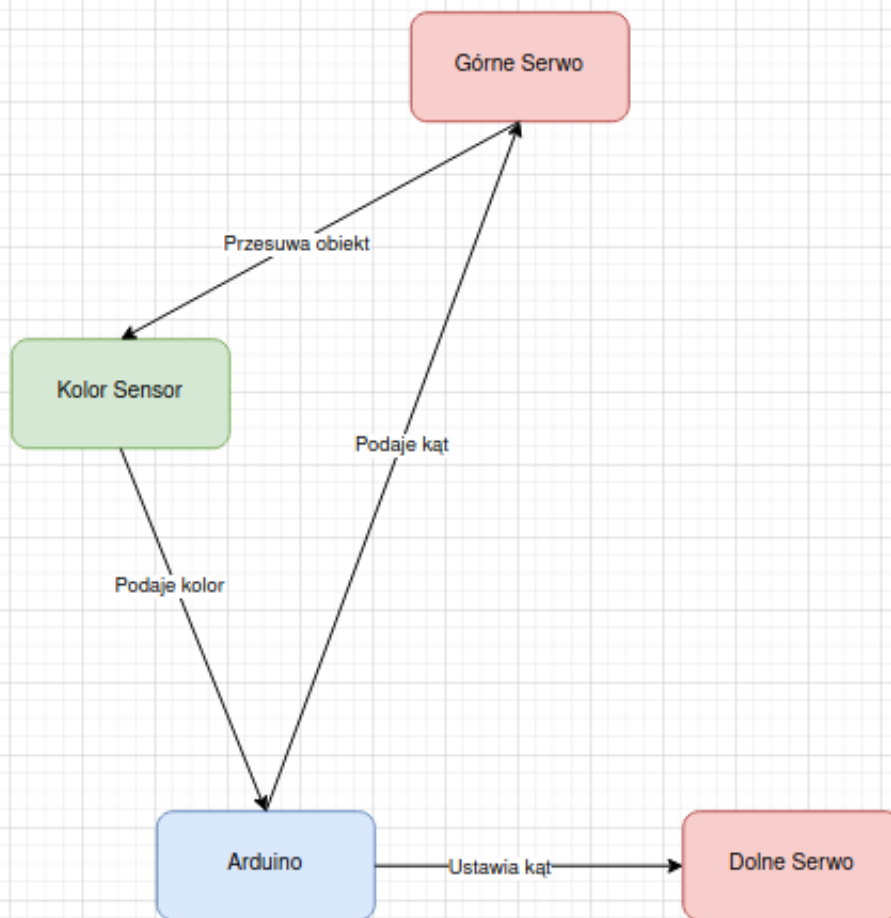 Górne Serwo
Przesuwa obiekt
Kolor Sensor
Podaje kąt
Podaje kolor
Arduino
Ustawia kąt
Dolne Serwo